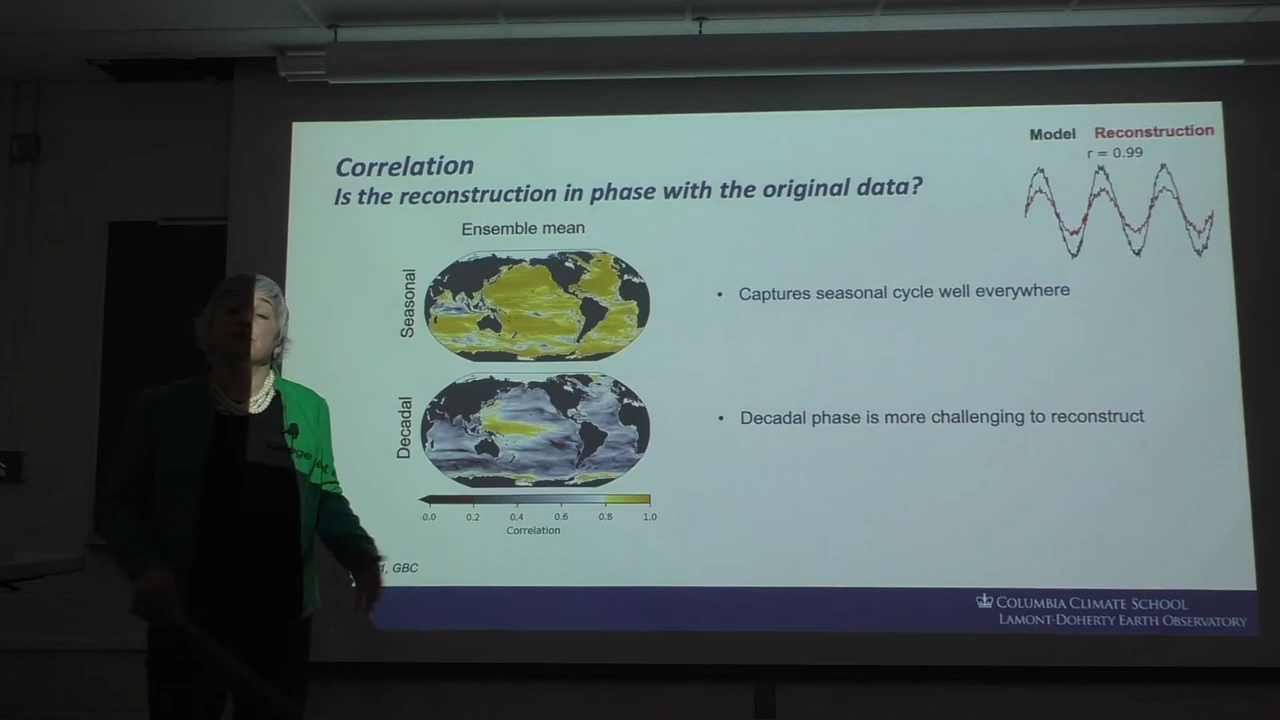 Correlation
Is the reconstruction in phase with the original data?
Model Reconstruction
r = 0.99
Ensemble mean
Seasonal
Decadal
0.0 0.2 0.4 0.6 0.8 1.0
Correlation
• Captures seasonal cycle well everywhere
• Decadal phase is more challenging to reconstruct
GBC
COLUMBIA CLIMATE SCHOOL
LAMONT-DOHERTY EARTH OBSERVATORY